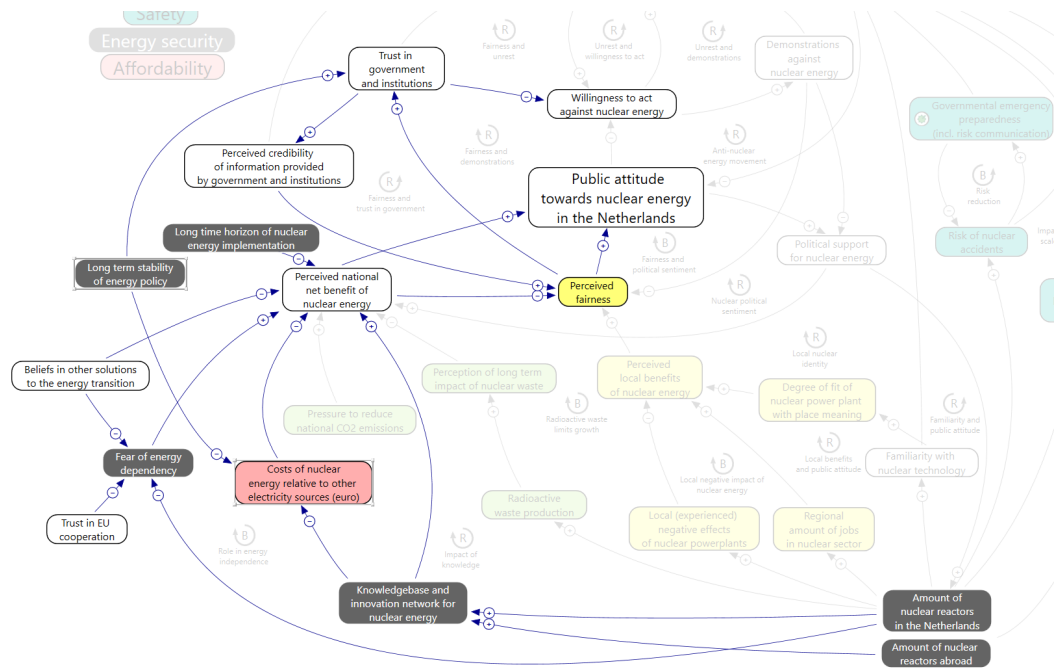 Safety
Energy security
Affordability
R
Fairness and
unrest
R
Unrest and
willingness to act
R
Unrest and
demonstrations
Demonstrations
against
nuclear energy
Trust in
government
and institutions
+
−
Willingness to act
against nuclear energy
−
−
Governmental emergency
preparedness
(incl. risk communication)
+
+
Perceived credibility
of information provided
by government and institutions
R
Fairness and
demonstrations
R
Anti-nuclear
energy movement
R
Fairness and
trust in government
Public attitude
towards nuclear energy
in the Netherlands
B
Risk
reduction
Long time horizon of nuclear
energy implementation
Risk of nuclear
accidents
Political support
for nuclear energy
B
Fairness and
political sentiment
Long term stability
of energy policy
Perceived national
net benefit of
nuclear energy
Perceived
fairness
R
Nuclear political
sentiment
R
Local nuclear
identity
Beliefs in other solutions
to the energy transition
Perception of long term
impact of nuclear waste
Perceived
local benefits
of nuclear energy
Degree of fit of
nuclear power plant
with place meaning
Pressure to reduce
national CO2 emissions
B
Radioactive waste
limits growth
R
Familiarity and
public attitude
R
Local benefits
and public attitude
Fear of energy
dependency
Costs of nuclear
energy relative to other
electricity sources (euro)
B
Local negative impact of
nuclear energy
Familiarity with
nuclear technology
Radioactive
waste production
Trust in EU
cooperation
Local (experienced)
negative effects
of nuclear powerplants
Regional
amount of jobs
in nuclear sector
B
Role in energy
independence
R
Impact of
knowledge
Knowledgebase and
innovation network for
nuclear energy
Amount of
nuclear reactors
in the Netherlands
Amount of nuclear
reactors abroad